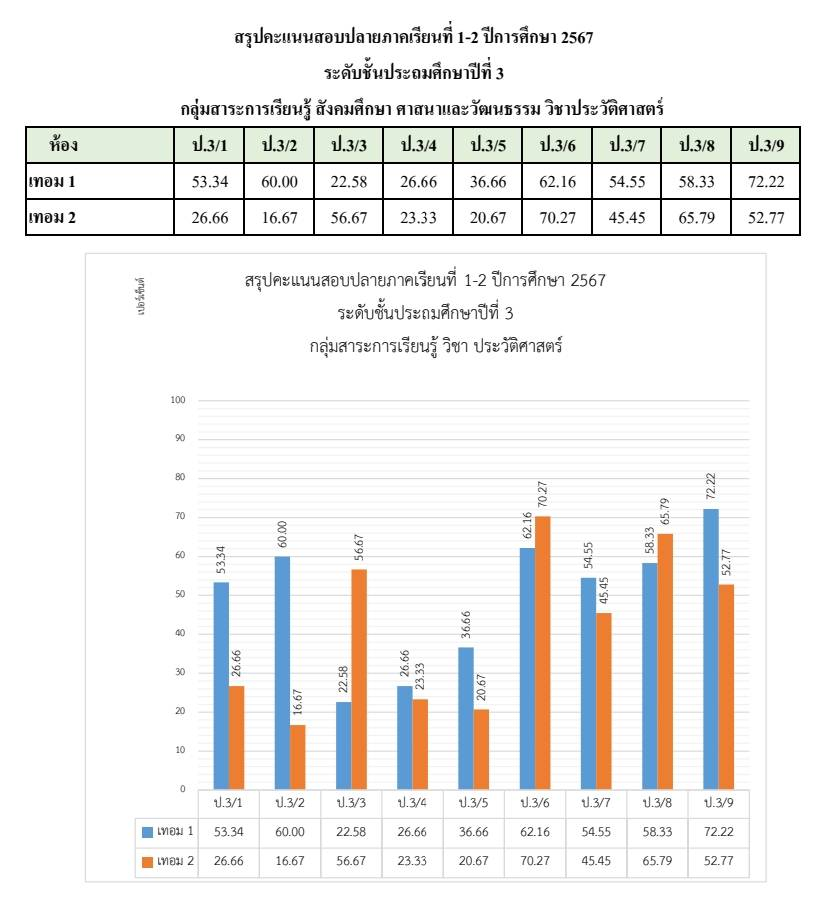 สรุปคะแนนสอบปลายภาคเรียนที่ 1-2 ปีการศึกษา 2567
ระดับชั้นประถมศึกษาปีที่ 3
กลุ่มสาระการเรียนรู้ สังคมศึกษา ศาสนาและวัฒนธรรม วิชาประวัติศาสตร์
ห้อง ป.3/1 ป.3/2 ป.3/3 ป.3/4 ป.3/5 ป.3/6 ป.3/7 ป.3/8 ป.3/9
เทอม 1 53.34 60.00 22.58 26.66 36.66 62.16 54.55 58.33 72.22
เทอม 2 26.66 16.67 56.67 23.33 20.67 70.27 45.45 65.79 52.77
เปอร์เซ็นต์
สรุปคะแนนสอบปลายภาคเรียนที่ 1-2 ปีการศึกษา 2567
ระดับชั้นประถมศึกษาปีที่ 3
กลุ่มสาระการเรียนรู้ วิชา ประวัติศาสตร์
100
90
80
70
60
50
40
30
20
10
0
53.34
26.66
60.00
16.67
22.58
56.67
26.66
23.33
36.66
20.67
62.16
70.27
54.55
45.45
58.33
65.79
72.22
52.77
ป.3/1 ป.3/2 ป.3/3 ป.3/4 ป.3/5 ป.3/6 ป.3/7 ป.3/8 ป.3/9
เทอม 1 53.34 60.00 22.58 26.66 36.66 62.16 54.55 58.33 72.22
เทอม 2 26.66 16.67 56.67 23.33 20.67 70.27 45.45 65.79 52.77